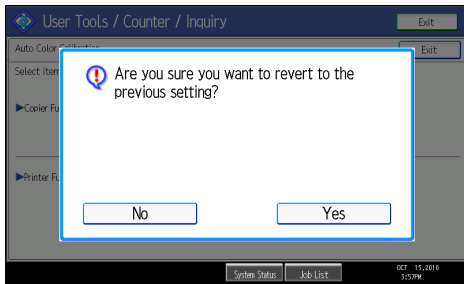 User Tools / Counter / Inquiry
Exit
Auto Color Calibration
Exit
Select item
Are you sure you want to revert to the
previous setting?
▶Copier Fu
▶Printer Fu
No
Yes
System Status
Job List
OCT 15,2010
3:57PM